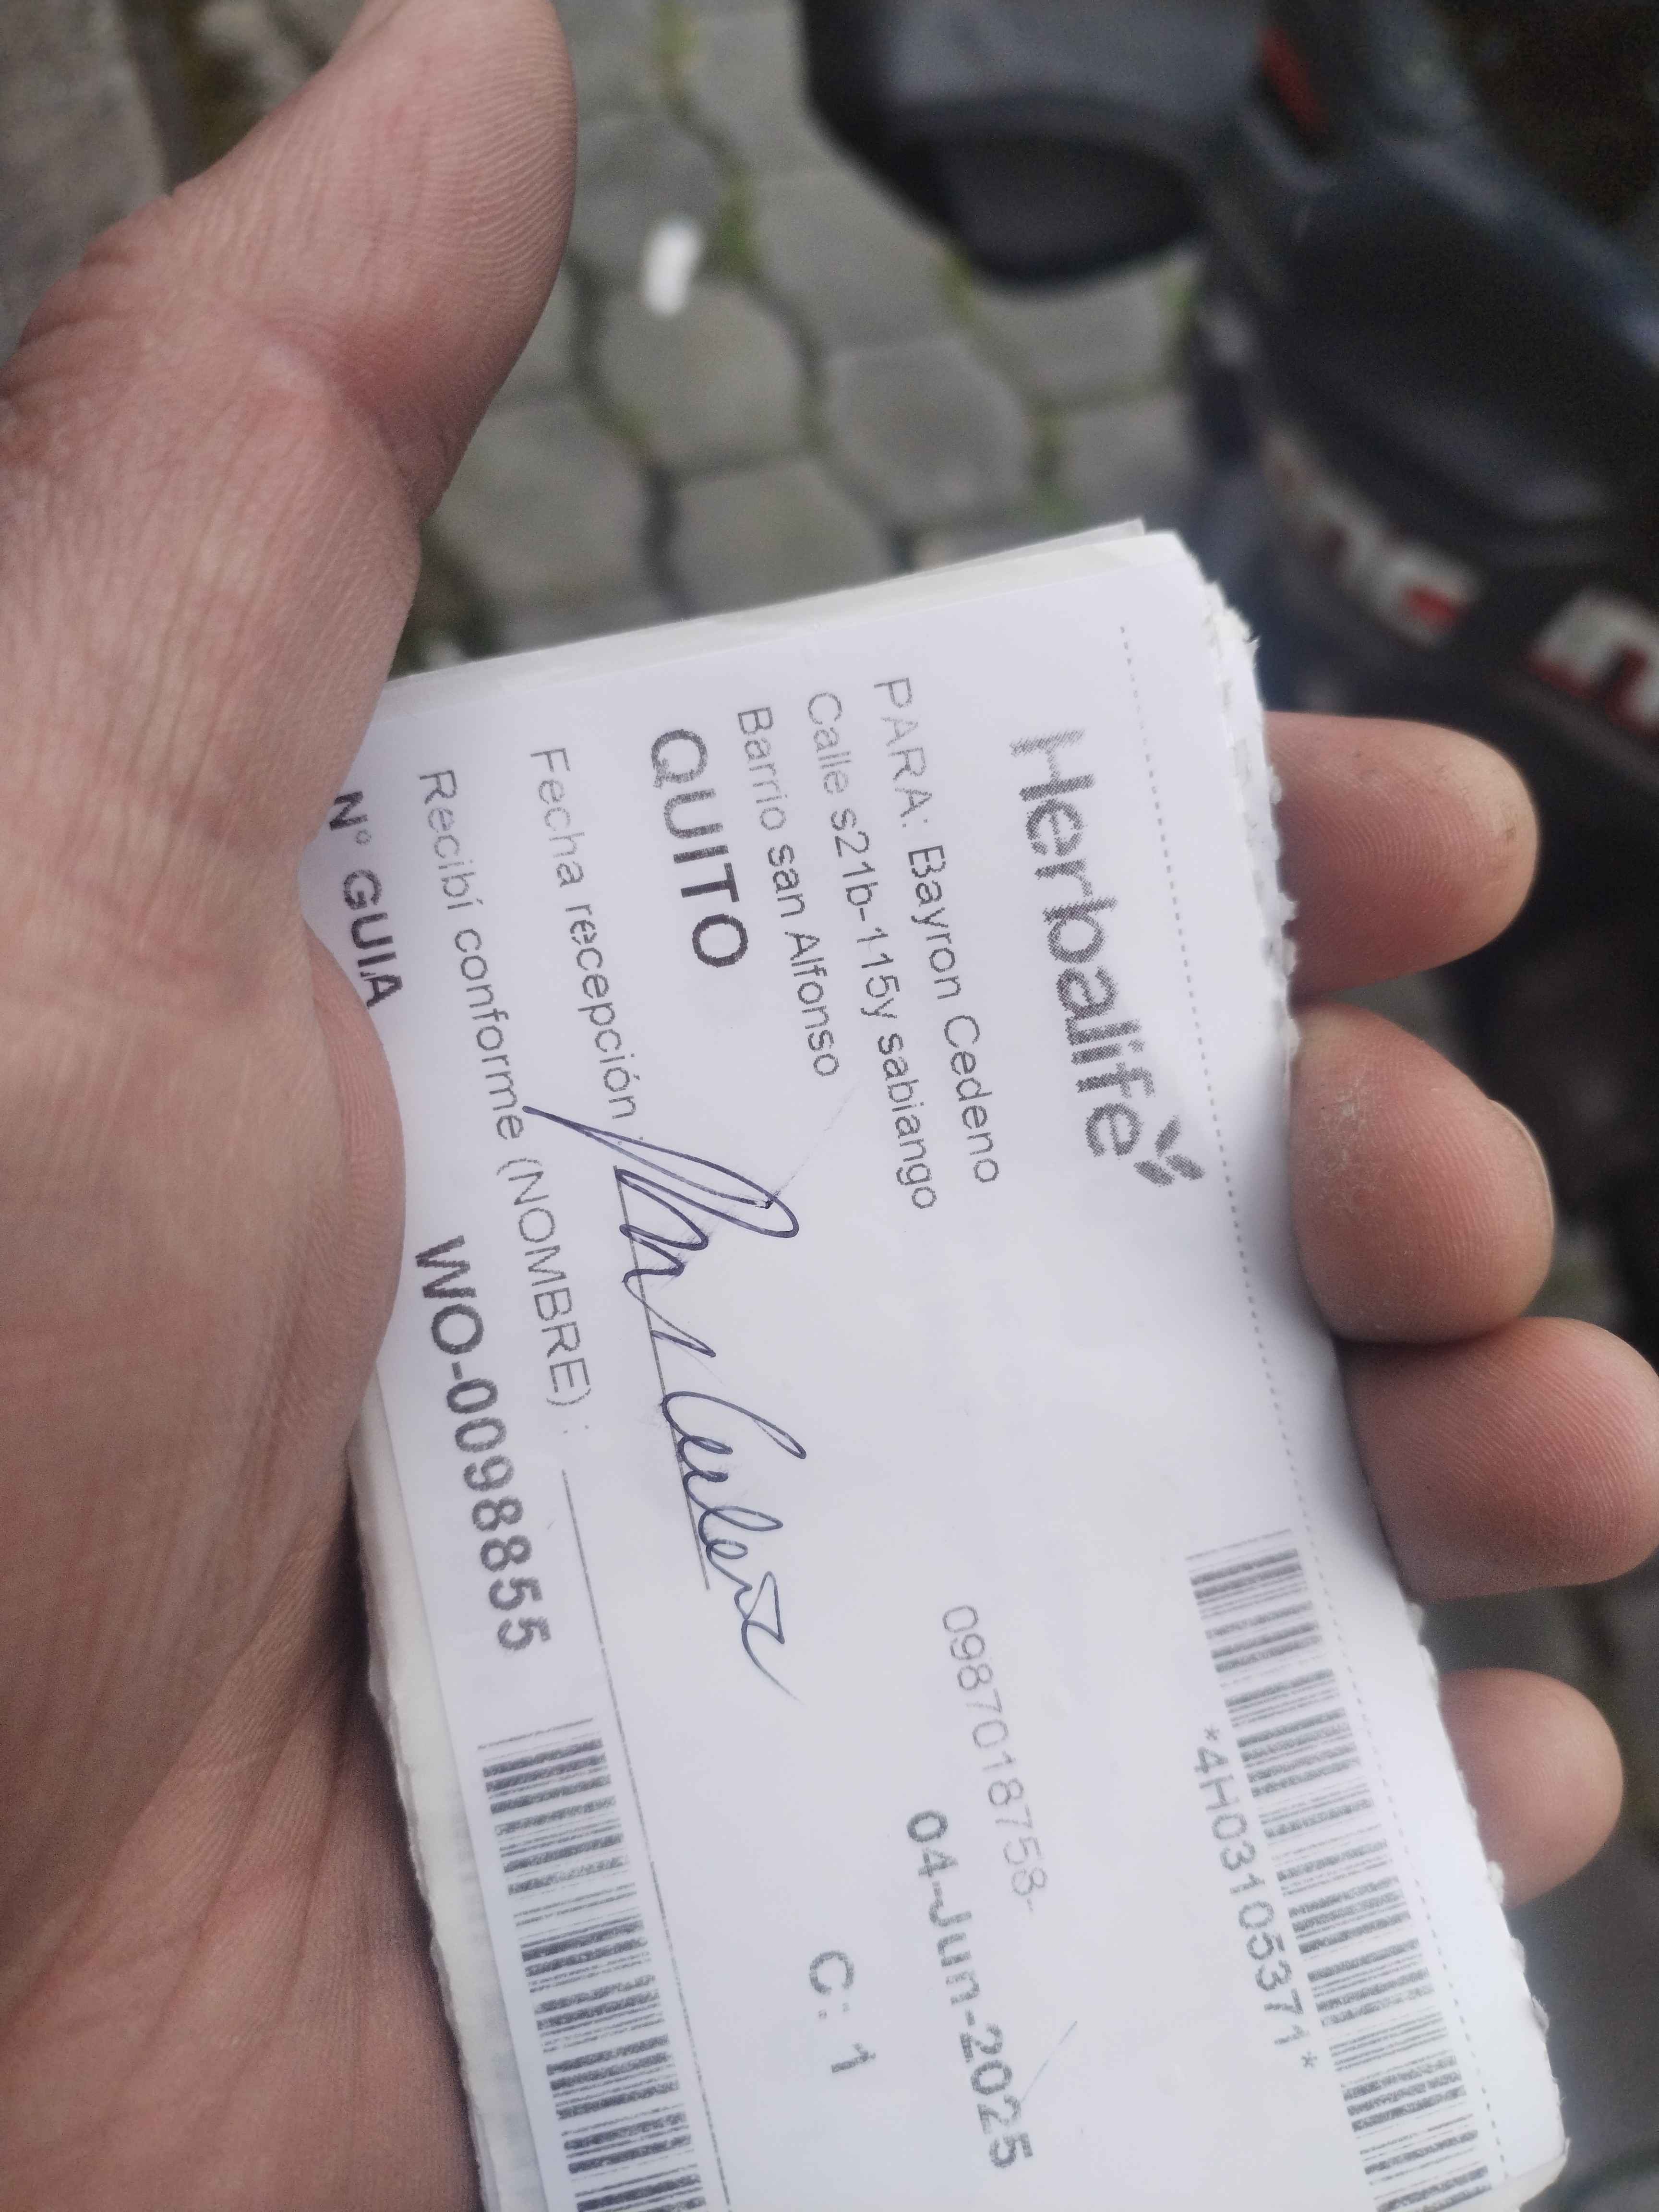 Herbalife
*4H03105371*
PARA: Bayron Cedeno
0987018758-
Calle s21b-115y sabiango
04-Jun-2025
Barrio san Alfonso
QUITO
C: 1
Fecha recepción
Recibí conforme (NOMBRE) :
N° GUIA WO-0098855